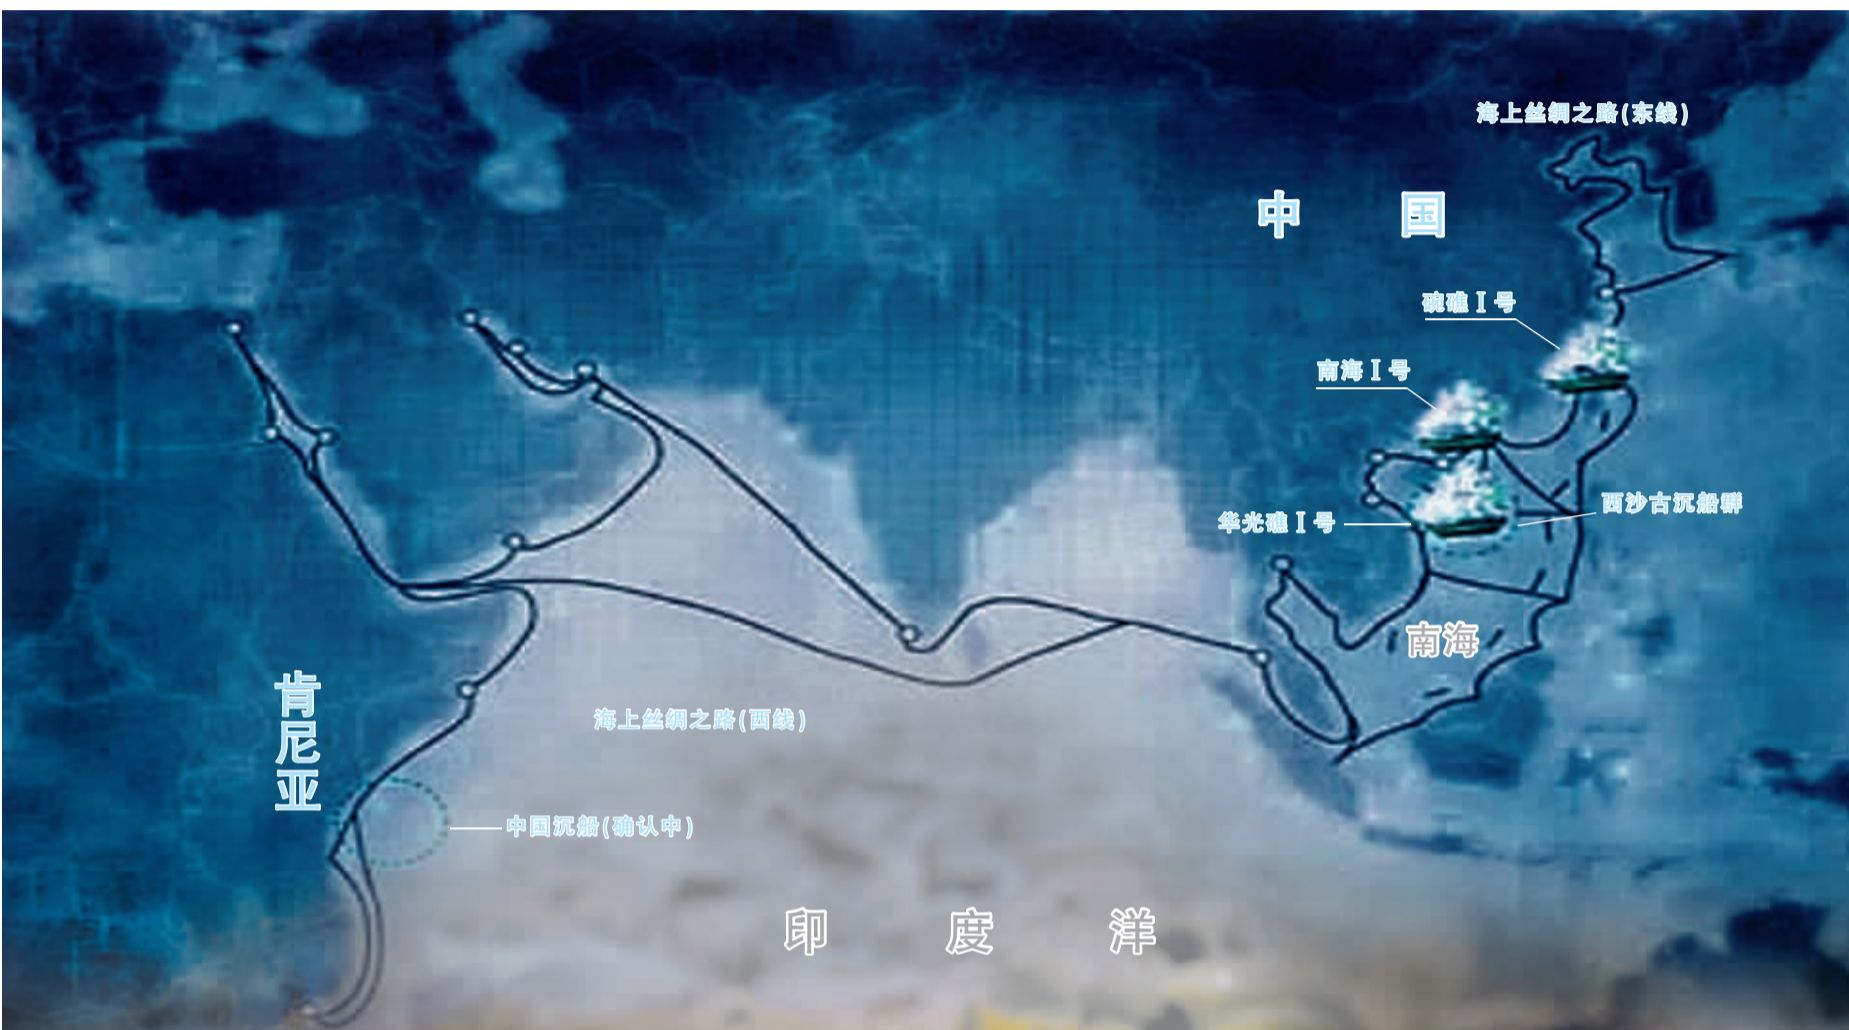 海上丝绸之路(东线)
中国
碗礁Ⅰ号
南海Ⅰ号
西沙古沉船群
华光礁Ⅰ号
南海
肯尼亚
海上丝绸之路(西线)
中国沉船(确认中)
印度洋